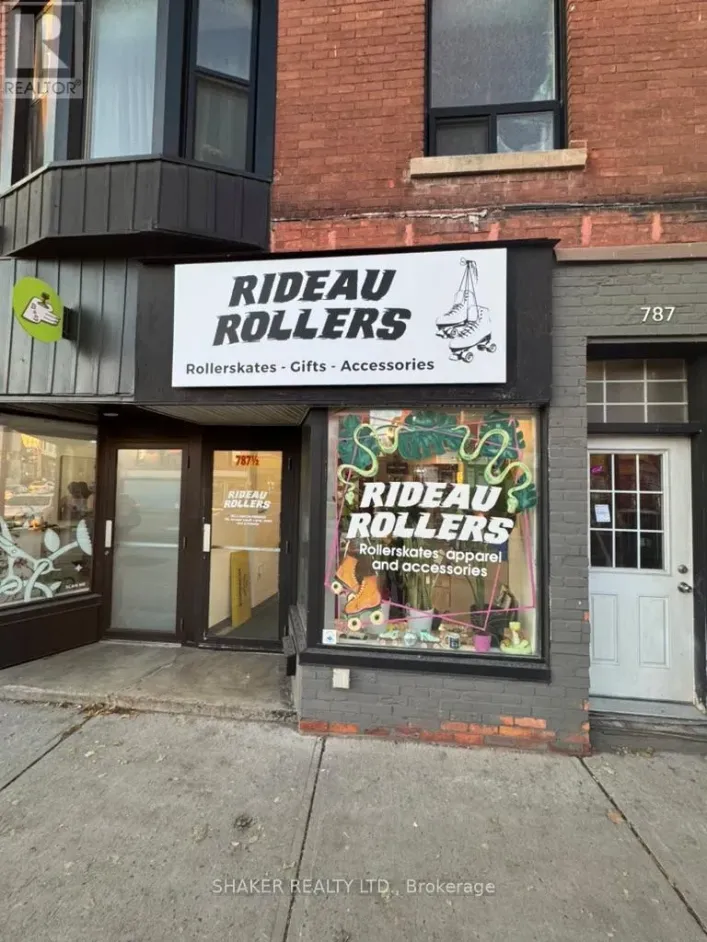 REALTOR
RIDEAU
ROLLERS
Rollerskates - Gifts - Accessories
787
787½
RIDEAU
ROLLERS
RIDEAU
ROLLERS
Rollerskates apparel
and accessories
SHAKER REALTY LTD., Brokerage